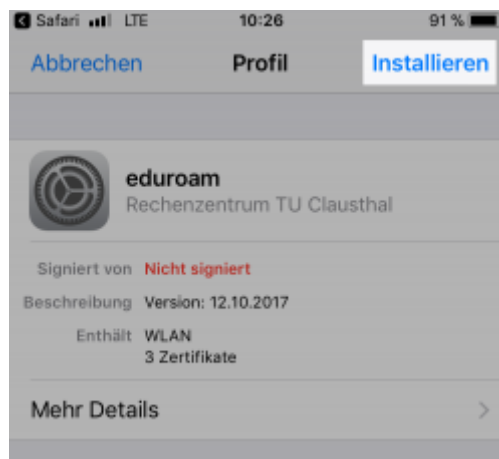 Safari LTE 10:26 91 %
Abbrechen Profil Installieren
eduroam
Rechenzentrum TU Clausthal
Signiert von Nicht signiert
Beschreibung Version: 12.10.2017
Enthält WLAN
3 Zertifikate
Mehr Details